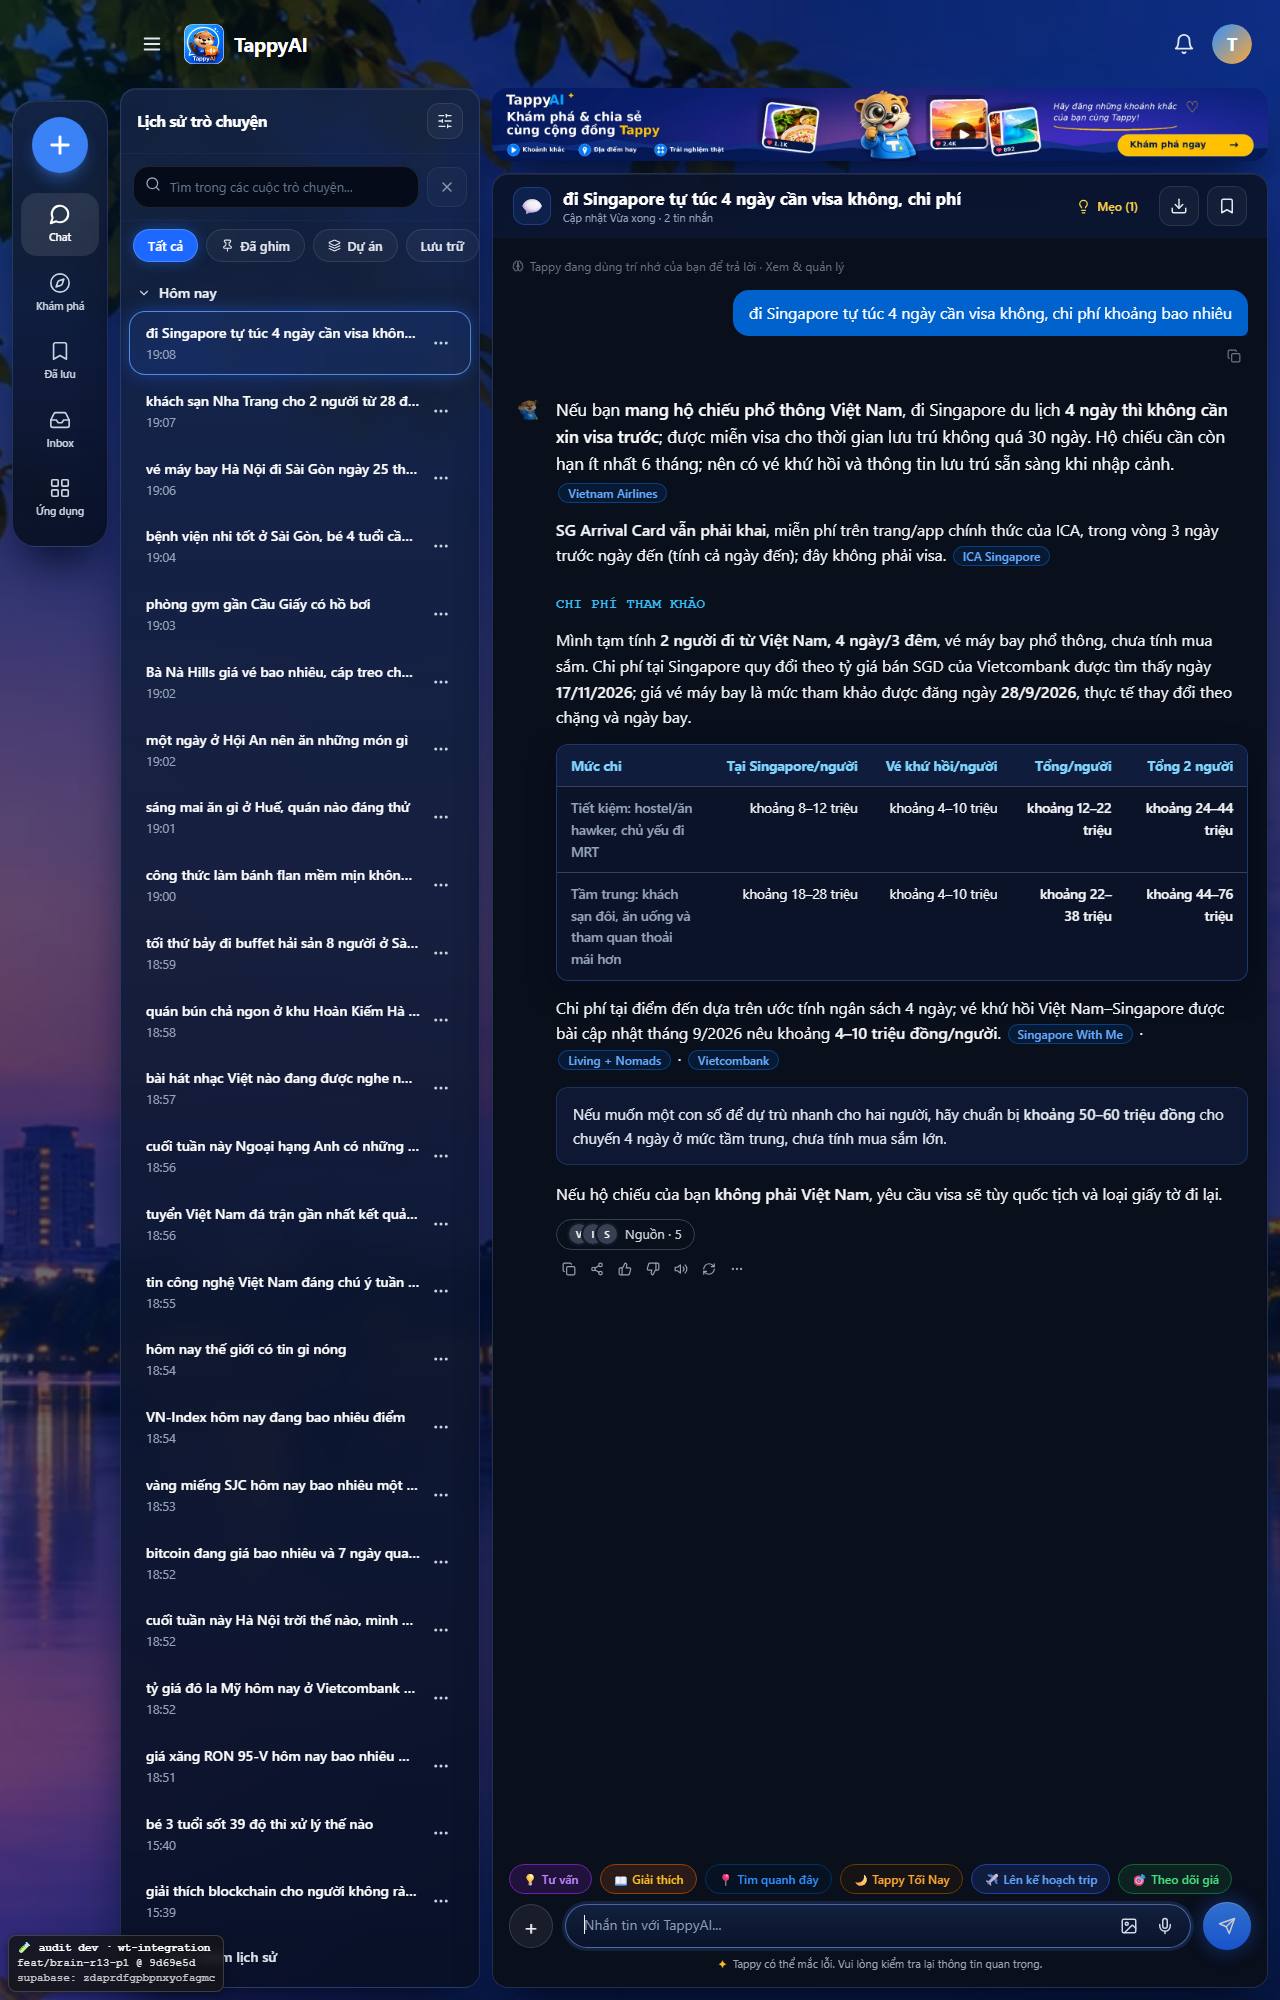 TappyAI
T
Chat
Khám phá
Đã lưu
Inbox
Ứng dụng
Lịch sử trò chuyện
Tìm trong các cuộc trò chuyện...
Tất cả
Đã ghim
Dự án
Lưu trữ
Hôm nay
đi Singapore tự túc 4 ngày cần visa khôn...
19:08
khách sạn Nha Trang cho 2 người từ 28 đ...
19:07
vé máy bay Hà Nội đi Sài Gòn ngày 25 th...
19:06
bệnh viện nhi tốt ở Sài Gòn, bé 4 tuổi cầ...
19:04
phòng gym gần Cầu Giấy có hồ bơi
19:03
Bà Nà Hills giá vé bao nhiêu, cáp treo ch...
19:02
một ngày ở Hội An nên ăn những món gì
19:02
sáng mai ăn gì ở Huế, quán nào đáng thử
19:01
công thức làm bánh flan mềm mịn khôn...
19:00
tối thứ bảy đi buffet hải sản 8 người ở Sà...
18:59
quán bún chả ngon ở khu Hoàn Kiếm Hà ...
18:58
bài hát nhạc Việt nào đang được nghe n...
18:57
cuối tuần này Ngoại hạng Anh có những ...
18:56
tuyển Việt Nam đá trận gần nhất kết quả...
18:56
tin công nghệ Việt Nam đáng chú ý tuần ...
18:55
hôm nay thế giới có tin gì nóng
18:54
VN-Index hôm nay đang bao nhiêu điểm
18:54
vàng miếng SJC hôm nay bao nhiêu một ...
18:53
bitcoin đang giá bao nhiêu và 7 ngày qua...
18:52
cuối tuần này Hà Nội trời thế nào, mình ...
18:52
tỷ giá đô la Mỹ hôm nay ở Vietcombank ...
18:52
giá xăng RON 95-V hôm nay bao nhiêu ...
18:51
bé 3 tuổi sốt 39 độ thì xử lý thế nào
15:40
giải thích blockchain cho người không rà...
15:39
lịch sử
audit dev · wt-integration
feat/brain-r13-p1 @ 9d69e5d
supabase: zdaprdfgpbpnxyofagmc
TappyAI
Khám phá & chia sẻ
cùng cộng đồng Tappy
Khoảnh khắc
Địa điểm hay
Trải nghiệm thật
1.1K
2.4K
892
Hãy đăng những khoảnh khắc
của bạn cùng Tappy!
Khám phá ngay →
đi Singapore tự túc 4 ngày cần visa không, chi phí
Cập nhật Vừa xong · 2 tin nhắn
Mẹo (1)
Tappy đang dùng trí nhớ của bạn để trả lời · Xem & quản lý
đi Singapore tự túc 4 ngày cần visa không, chi phí khoảng bao nhiêu
Nếu bạn mang hộ chiếu phổ thông Việt Nam, đi Singapore du lịch 4 ngày thì không cần
xin visa trước; được miễn visa cho thời gian lưu trú không quá 30 ngày. Hộ chiếu cần còn
hạn ít nhất 6 tháng; nên có vé khứ hồi và thông tin lưu trú sẵn sàng khi nhập cảnh.
Vietnam Airlines
SG Arrival Card vẫn phải khai, miễn phí trên trang/app chính thức của ICA, trong vòng 3 ngày
trước ngày đến (tính cả ngày đến); đây không phải visa. ICA Singapore
CHI PHÍ THAM KHẢO
Mình tạm tính 2 người đi từ Việt Nam, 4 ngày/3 đêm, vé máy bay phổ thông, chưa tính mua
sắm. Chi phí tại Singapore quy đổi theo tỷ giá bán SGD của Vietcombank được tìm thấy ngày
17/11/2026; giá vé máy bay là mức tham khảo được đăng ngày 28/9/2026, thực tế thay đổi theo
chặng và ngày bay.
Mức chi Tại Singapore/người Vé khứ hồi/người Tổng/người Tổng 2 người
Tiết kiệm: hostel/ăn khoảng 8–12 triệu khoảng 4–10 triệu khoảng 12–22 khoảng 24–44
hawker, chủ yếu đi triệu triệu
MRT
Tầm trung: khách khoảng 18–28 triệu khoảng 4–10 triệu khoảng 22– khoảng 44–76
sạn đôi, ăn uống và 38 triệu triệu
tham quan thoải
mái hơn
Chi phí tại điểm đến dựa trên ước tính ngân sách 4 ngày; vé khứ hồi Việt Nam–Singapore được
bài cập nhật tháng 9/2026 nêu khoảng 4–10 triệu đồng/người. Singapore With Me ·
Living + Nomads · Vietcombank
Nếu muốn một con số để dự trù nhanh cho hai người, hãy chuẩn bị khoảng 50–60 triệu đồng cho
chuyến 4 ngày ở mức tầm trung, chưa tính mua sắm lớn.
Nếu hộ chiếu của bạn không phải Việt Nam, yêu cầu visa sẽ tùy quốc tịch và loại giấy tờ đi lại.
V I S Nguồn · 5
Tư vấn
Giải thích
Tìm quanh đây
Tappy Tối Nay
Lên kế hoạch trip
Theo dõi giá
Nhắn tin với TappyAI...
Tappy có thể mắc lỗi. Vui lòng kiểm tra lại thông tin quan trọng.